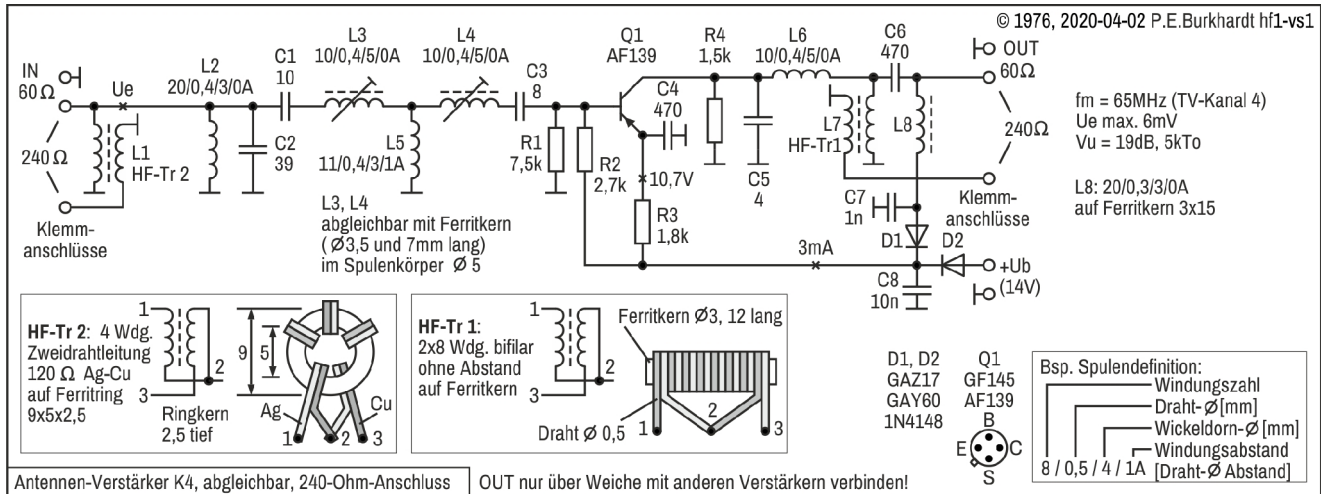 © 1976, 2020-04-02 P.E.Burkhardt hf1-vs1
IN
60Ω
240Ω
Klemm-
anschlüsse
Ue
L1
HF-Tr 2
L2
20/0,4/3/0A
C1
10
C2
39
L3
10/0,4/5/0A
L4
10/0,4/5/0A
L5
11/0,4/3/1A
C3
8
R1
7,5k
R2
2,7k
Q1
AF139
C4
470
10,7V
R3
1,8k
R4
1,5k
C5
4
L6
10/0,4/5/0A
L7
HF-Tr1
C6
470
L8
C7
1n
D1
D2
3mA
C8
10n
OUT
60Ω
240Ω
Klemm-
anschlüsse
+Ub
(14V)
fm = 65MHz (TV-Kanal 4)
Ue max. 6mV
Vu = 19dB, 5kTo
L8: 20/0,3/3/0A
auf Ferritkern 3x15
L3, L4
abgleichbar mit Ferritkern
(Ø3,5 und 7mm lang)
im Spulenkörper Ø 5
HF-Tr 2: 4 Wdg.
Zweidrahtleitung
120 Ω Ag-Cu
auf Ferritring
9x5x2,5
1
2
3
Ringkern
2,5 tief
9
5
Ag
Cu
1
2
3
HF-Tr 1:
2x8 Wdg. bifilar
ohne Abstand
auf Ferritkern
1
2
3
Ferritkern Ø3, 12 lang
Draht Ø 0,5
1
2
3
D1, D2
GAZ17
GAY60
1N4148
Q1
GF145
AF139
B
E
C
S
Bsp. Spulendefinition:
Windungszahl
Draht-Ø[mm]
Wickeldorn-Ø[mm]
Windungsabstand
8 / 0,5 / 4 / 1A [Draht-Ø Abstand]
Antennen-Verstärker K4, abgleichbar, 240-Ohm-Anschluss
OUT nur über Weiche mit anderen Verstärkern verbinden!